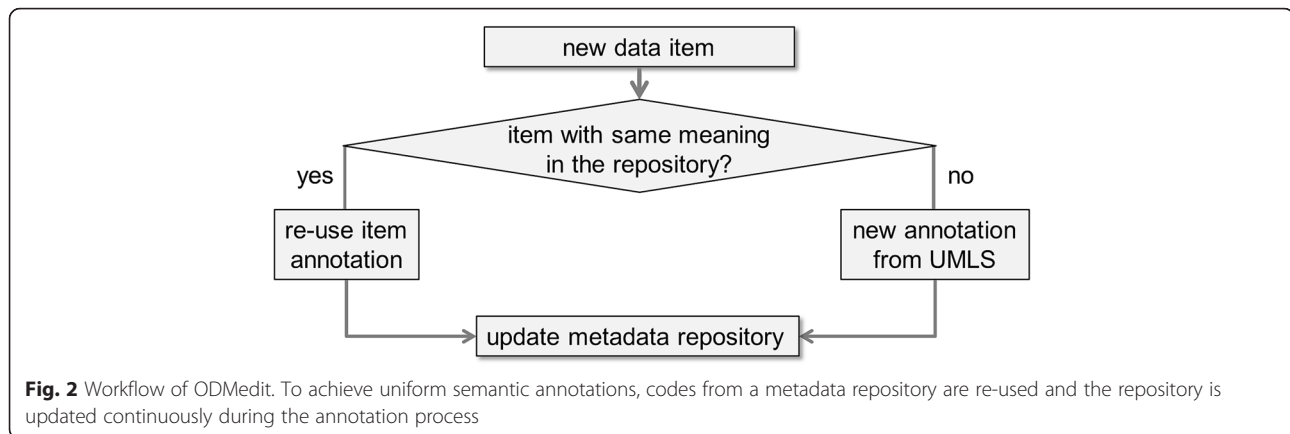 new data item
item with same meaning
in the repository?
yes
no
re-use item
annotation
new annotation
from UMLS
update metadata repository
Fig. 2 Workflow of ODMedit. To achieve uniform semantic annotations, codes from a metadata repository are re-used and the repository is
updated continuously during the annotation process